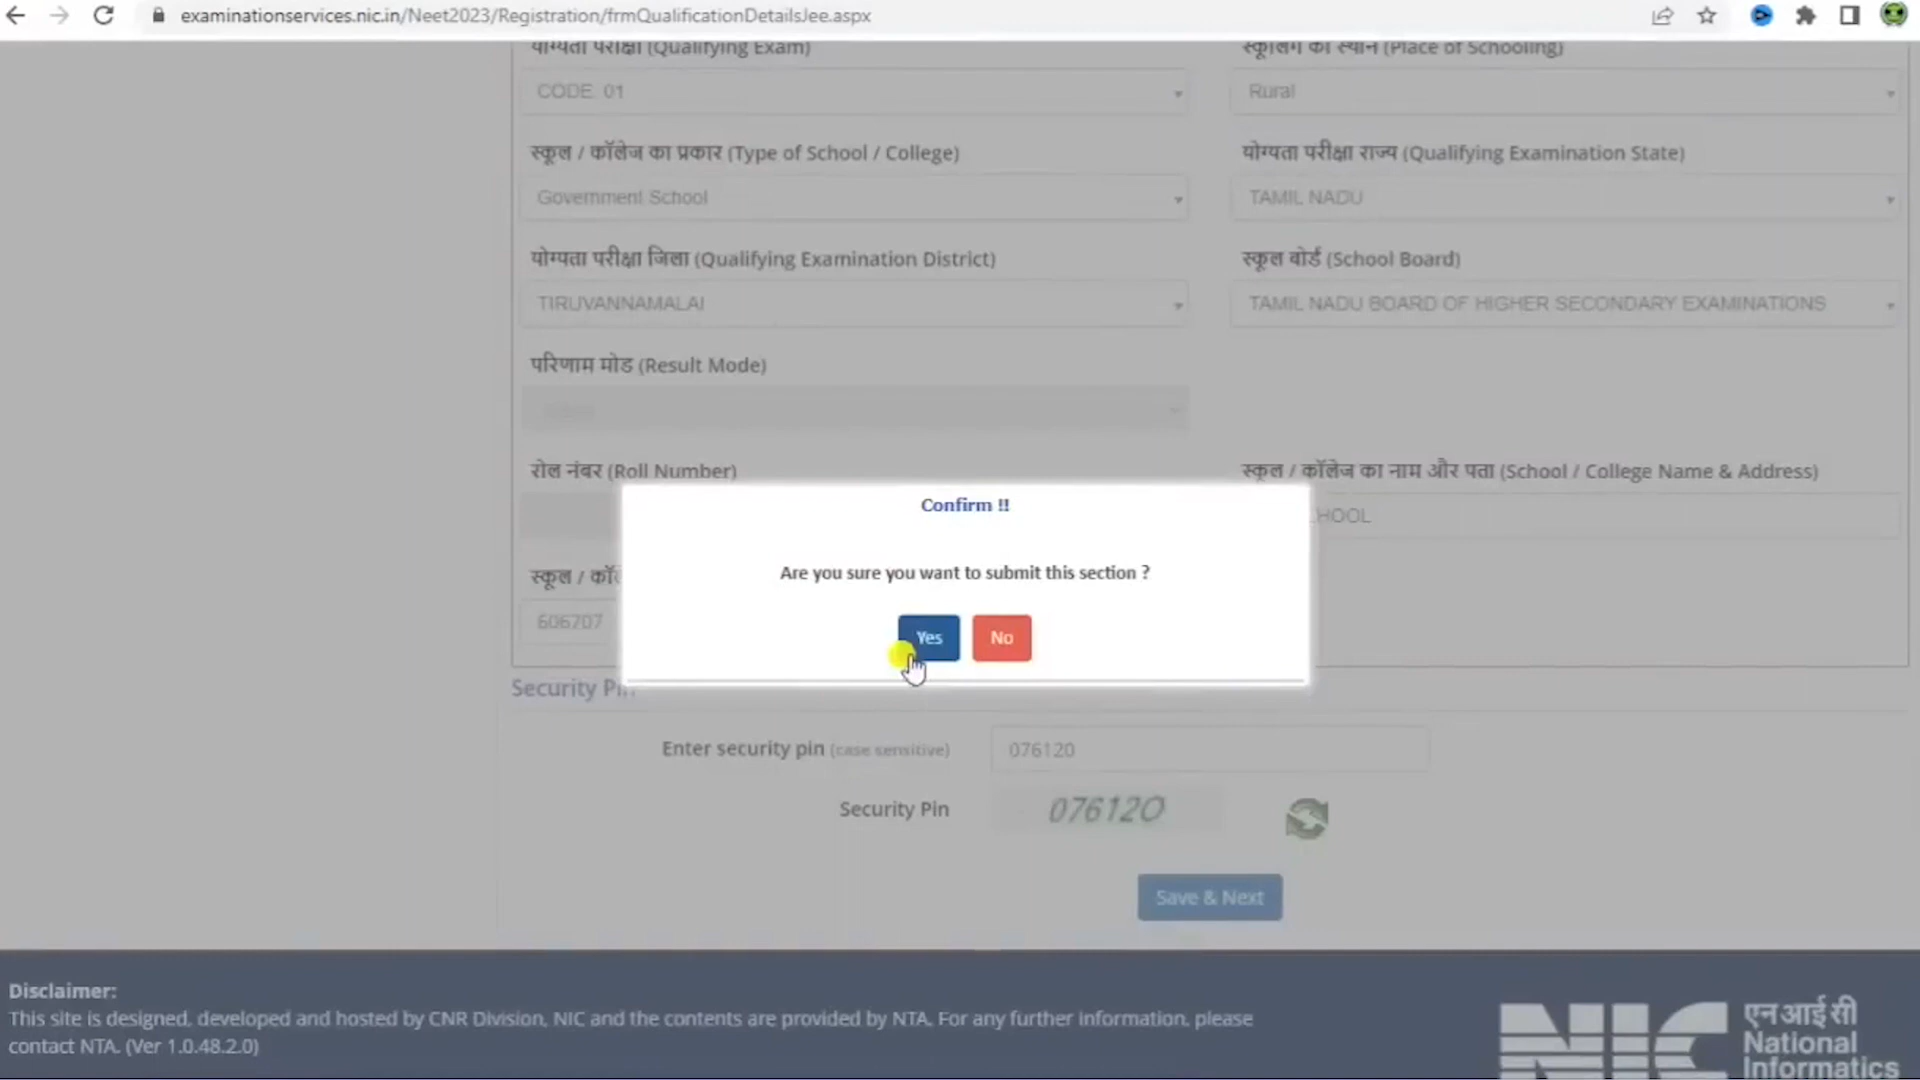 examinationservices.nic.in/Neet2023/Registration/frmQualificationDetailsJee.aspx
योग्यता परीक्षा (Qualifying Exam) स्कूलिंग का स्थान (Place of Schooling)
CODE. 01 Rural
स्कूल / कॉलेज का प्रकार (Type of School / College) योग्यता परीक्षा राज्य (Qualifying Examination State)
Government School TAMIL NADU
योग्यता परीक्षा जिला (Qualifying Examination District) स्कूल बोर्ड (School Board)
TIRUVANNAMALAI TAMIL NADU BOARD OF HIGHER SECONDARY EXAMINATIONS
परिणाम मोड (Result Mode)
रोल नंबर (Roll Number) स्कूल / कॉलेज का नाम और पता (School / College Name & Address)
Confirm !!
HOOL
Are you sure you want to submit this section ?
स्कूल / कॉ
606707
Yes No
Security Pin
Enter security pin (case sensitive) 076120
Security Pin 07612O
Save & Next
Disclaimer:
This site is designed, developed and hosted by CNR Division, NIC and the contents are provided by NTA. For any further information, please
contact NTA. (Ver 1.0.48.2.0)
NIC एन आई सी
National
Informatics